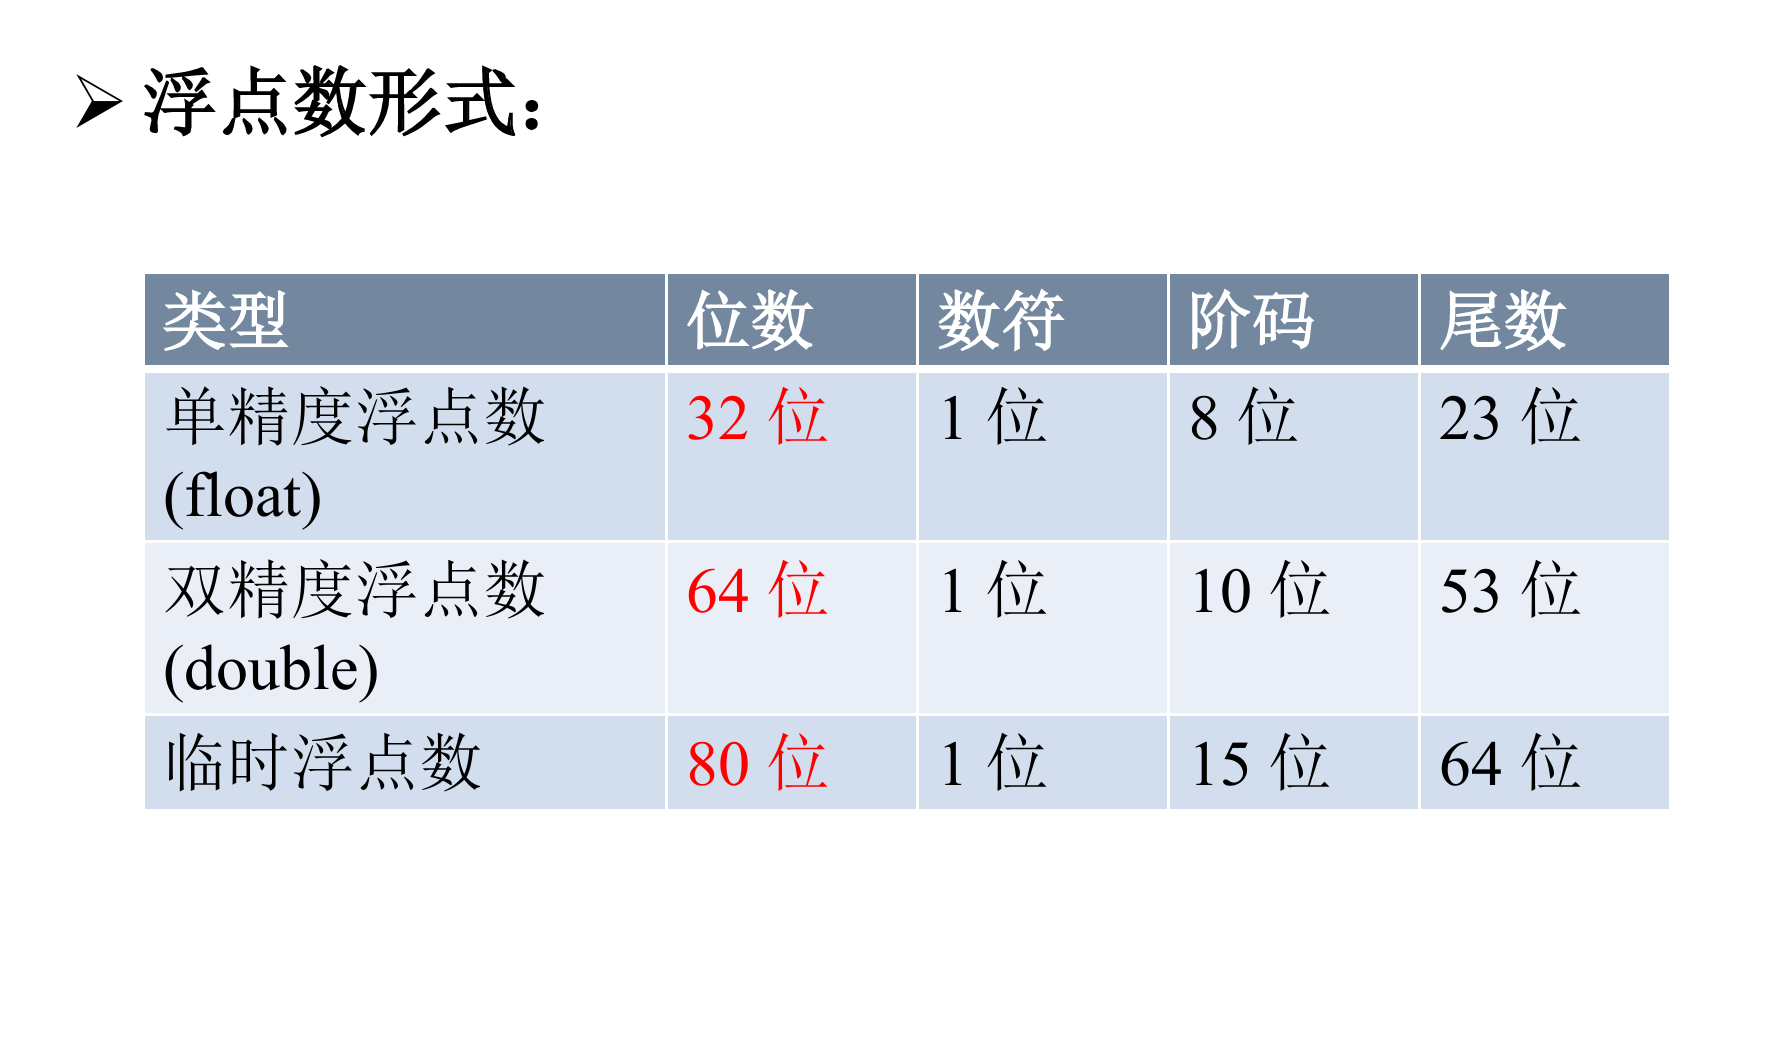 ➢ 浮点数形式：
类型 位数 数符 阶码 尾数
单精度浮点数 32 位 1 位 8 位 23 位
(float)
双精度浮点数 64 位 1 位 10 位 53 位
(double)
临时浮点数 80 位 1 位 15 位 64 位